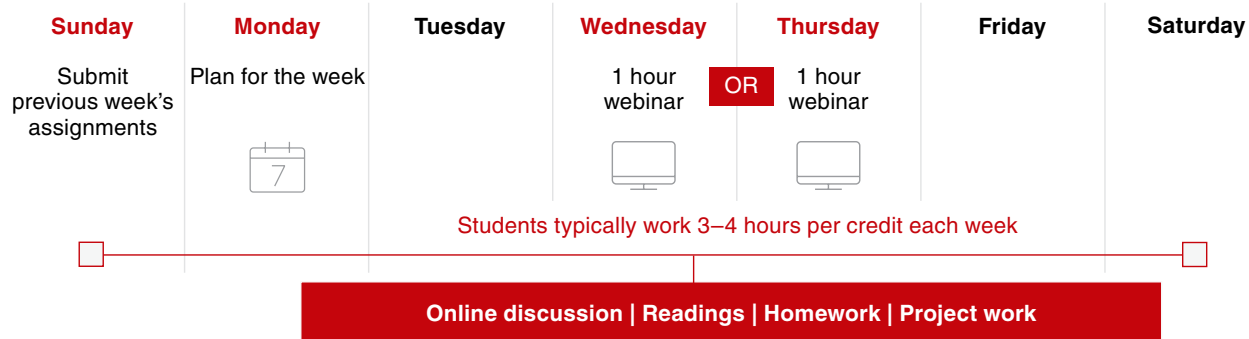 Sunday
Monday
Tuesday
Wednesday
Thursday
Friday
Saturday
Submit
previous week’s
assignments
Plan for the week
7
1 hour
webinar
OR
1 hour
webinar
Students typically work 3–4 hours per credit each week
Online discussion | Readings | Homework | Project work